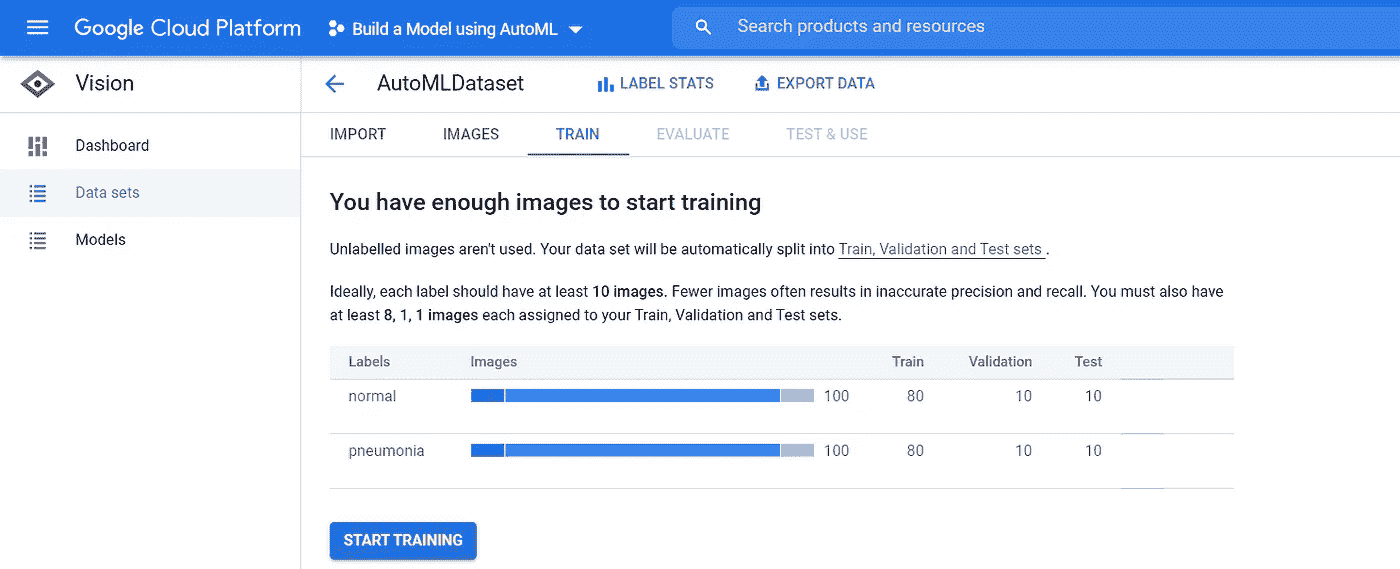 Google Cloud Platform
Build a Model using AutoML
Search products and resources
Vision
AutoMLDataset
LABEL STATS
EXPORT DATA
Dashboard
Data sets
Models
IMPORT
IMAGES
TRAIN
EVALUATE
TEST & USE
You have enough images to start training
Unlabelled images aren't used. Your data set will be automatically split into Train, Validation and Test sets .
Ideally, each label should have at least 10 images. Fewer images often results in inaccurate precision and recall. You must also have
at least 8, 1, 1 images each assigned to your Train, Validation and Test sets.
Labels Images Train Validation Test
normal 100 80 10 10
pneumonia 100 80 10 10
START TRAINING